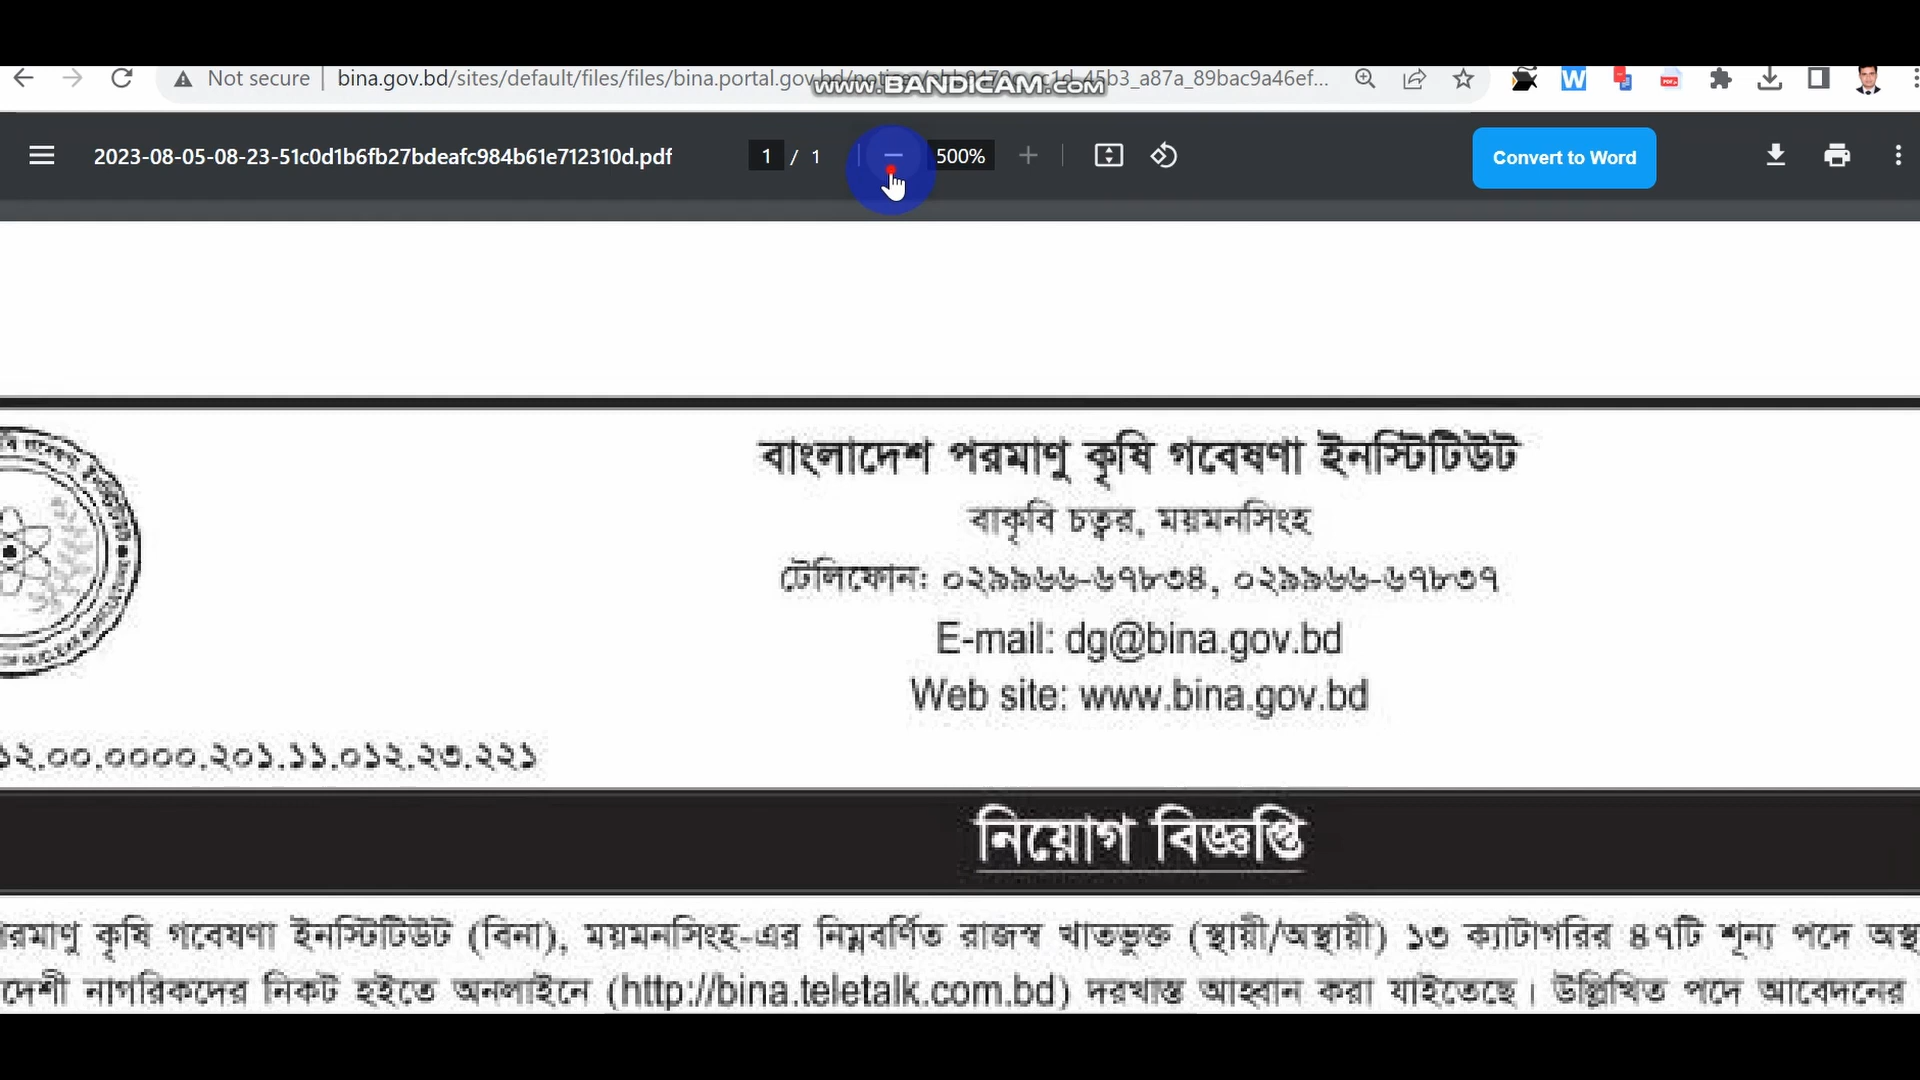 Not secure bina.gov.bd/sites/default/files/files/bina.portal.gov.bd/
www.BANDICAM.com
2023-08-05-08-23-51c0d1b6fb27bdeafc984b61e712310d.pdf 1 / 1 500% Convert to Word
বাংলাদেশ পরমাণু কৃষি গবেষণা ইনস্টিটিউট
বাকৃবি চত্বর, ময়মনসিংহ
টেলিফোন: ০২৯৯৬৬-৬৭৮৩৪, ০২৯৯৬৬-৬৭৮৩৭
E-mail: dg@bina.gov.bd
Web site: www.bina.gov.bd
১২.০০.০০০০.২০১.১১.০১২.২৩.২২১
নিয়োগ বিজ্ঞপ্তি
পরমাণু কৃষি গবেষণা ইনস্টিটিউট (বিনা), ময়মনসিংহ-এর নিম্নবর্ণিত রাজস্ব খাতভুক্ত (স্থায়ী/অস্থায়ী) ১৩ ক্যাটাগরির ৪৭টি শূন্য পদে
দেশী নাগরিকদের নিকট হইতে অনলাইনে (http://bina.teletalk.com.bd) দরখাস্ত আহ্বান করা যাইতেছে। উল্লিখিত পদে আবেদনের